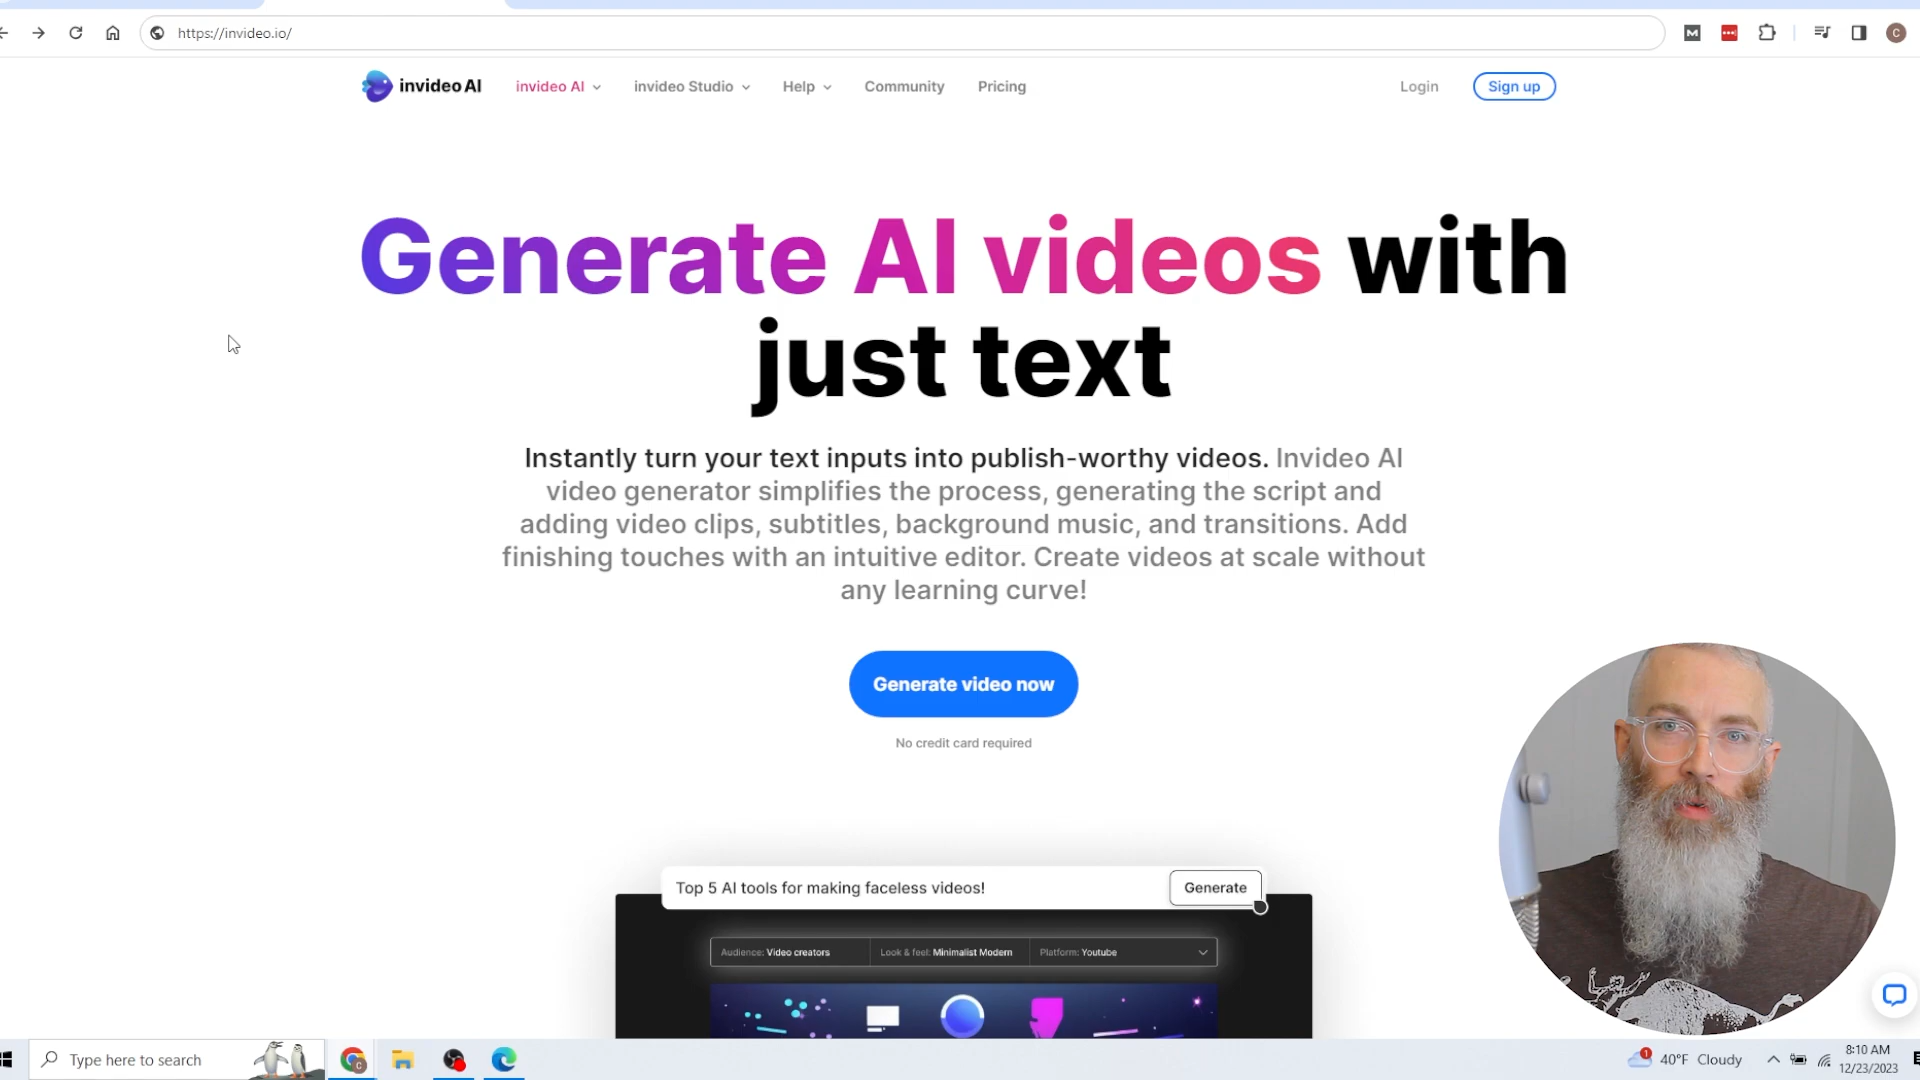 https://invideo.io/
invideo AI
invideo AI
invideo Studio
Help
Community
Pricing
Login
Sign up
Generate AI videos with
just text
Instantly turn your text inputs into publish-worthy videos. Invideo AI
video generator simplifies the process, generating the script and
adding video clips, subtitles, background music, and transitions. Add
finishing touches with an intuitive editor. Create videos at scale without
any learning curve!
Generate video now
No credit card required
Top 5 AI tools for making faceless videos!
Generate
Audience: Video creators
Look & feel: Minimalist Modern
Platform: Youtube
Type here to search
C
C
1
40°F Cloudy
8:10 AM
12/23/2023